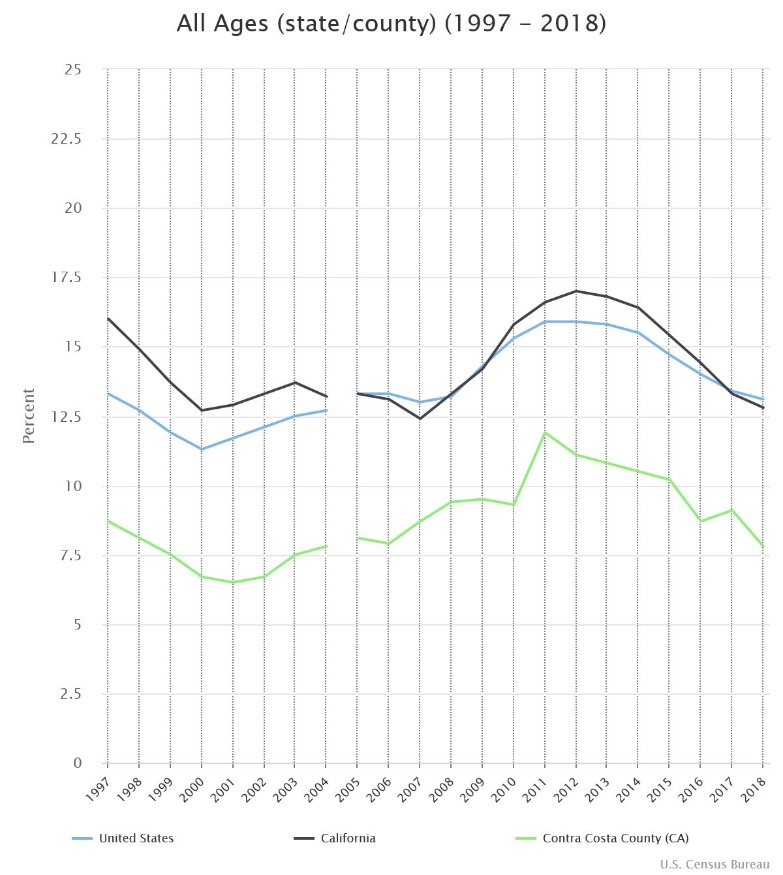 All Ages (state/county) (1997 – 2018)
25
22.5
20
17.5
15
12.5
10
7.5
5
2.5
0
Percent
1997 1998 1999 2000 2001 2002 2003 2004 2005 2006 2007 2008 2009 2010 2011 2012 2013 2014 2015 2016 2017 2018
United States California Contra Costa County (CA)
U.S. Census Bureau